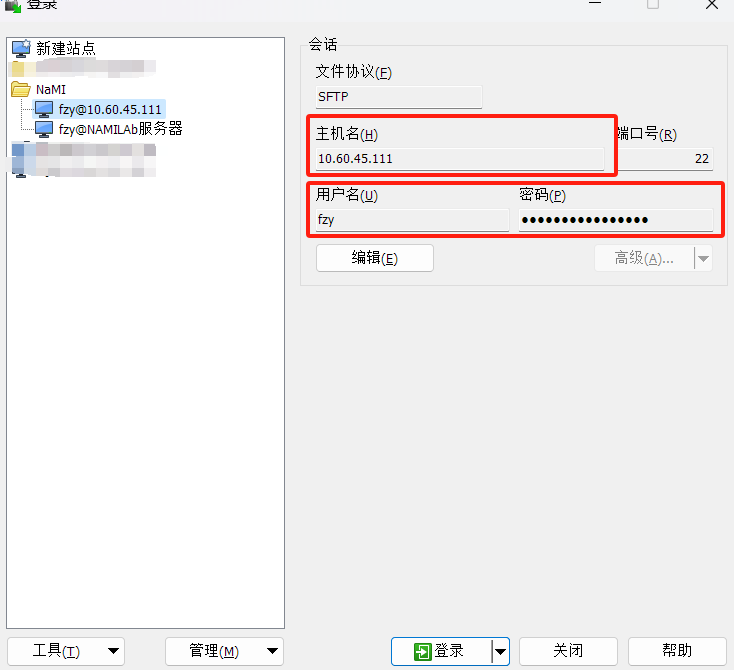 登录
新建站点
NaMI
fzy@10.60.45.111
fzy@NAMILAb服务器
会话
文件协议(F)
SFTP
主机名(H) 端口号(R)
10.60.45.111 22
用户名(U) 密码(P)
fzy ●●●●●●●●●●●●●●●●
编辑(E) 高级(A)...
工具(T) 管理(M) 登录 关闭 帮助